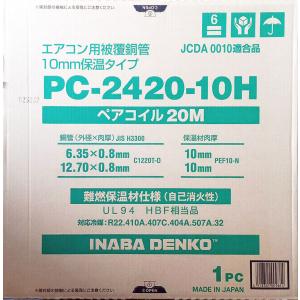 エアコン用被覆銅管
10mm保温タイプ
6
JCDA 0010適合品
PC-2420-10H
ペアコイル 20M
銅管(外径×肉厚) JIS H3300
保温材肉厚
6.35×0.8mm
12.70×0.8mm
C1220T-O
10mm
10mm
PEF10-N
難燃保温材仕様(自己消火性)
UL94 HBF相当品
対応冷媒:R22.410A.407C.404A.507A.32
INABA DENKO
1PC
MADE IN JAPAN
OPEN